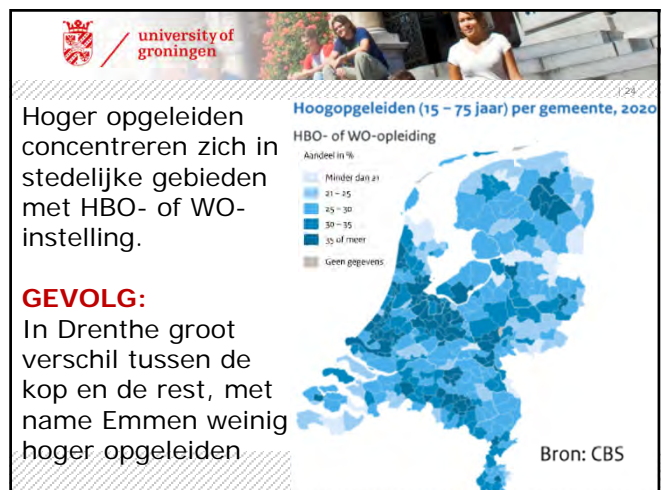 university of
groningen
| 24
Hoger opgeleiden
concentreren zich in
stedelijke gebieden
met HBO- of WO-
instelling.
GEVOLG:
In Drenthe groot
verschil tussen de
kop en de rest, met
name Emmen weinig
hoger opgeleiden
Hoogopgeleiden (15 – 75 jaar) per gemeente, 2020
HBO- of WO-opleiding
Aandeel in %
Minder dan 21
21 – 25
25 – 30
30 – 35
35 of meer
Geen gegevens
Bron: CBS